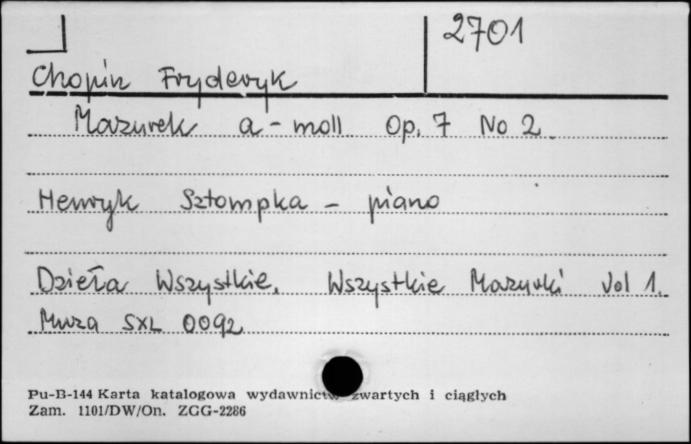 2701
Chopin Fryderyk
Mazurek a-moll Op. 7 No 2
Henryk Sztompka - piano
Dzieła Wszystkie. Wszystkie Mazurki Vol 1.
Muza SXL 0092
Pu-B-144 Karta katalogowa wydawnictw zwartych i ciągłych
Zam. 1101/DW/On. ZGG-2286